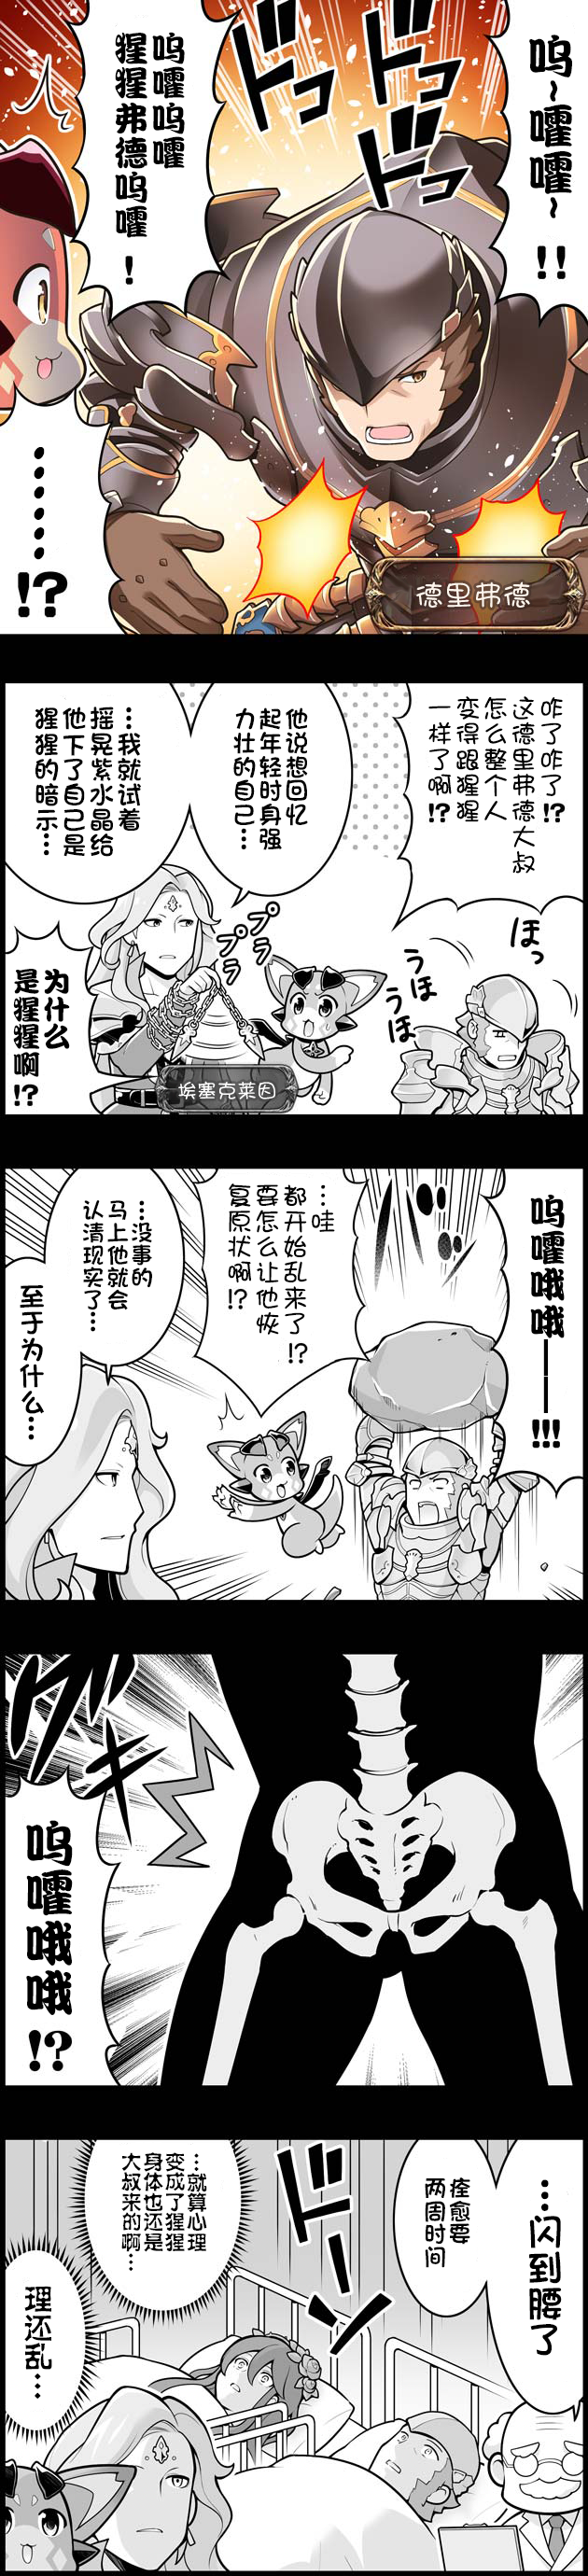 呜~嚯嚯~!!
ドコドコ
呜嚯呜嚯
猩猩弗德呜嚯!
……!?
德里弗德
咋了咋了!?
这德里弗德大叔
怎么整个人
变得跟猩猩
一样了啊!?
ほっ
うほ
うほ
他说想回忆
起年轻时身强
力壮的自己…
プラ
プラ
…我就试着
摇晃紫水晶给
他下了自己是
猩猩的暗示…
为什么
是猩猩啊!?
埃塞克莱因
呜嚯哦哦——!!!
…哇
都开始乱来了!?
尊怎么让他恢
复原状啊!?
…没事的
马上他就会
认清现实了…
至于为什么…
グキ
呜嚯哦哦!?
…闪到腰了
痊愈要
两周时间
シーン
…就算心理
变成了猩猩
身体也还是
大叔来的啊…
理还乱…